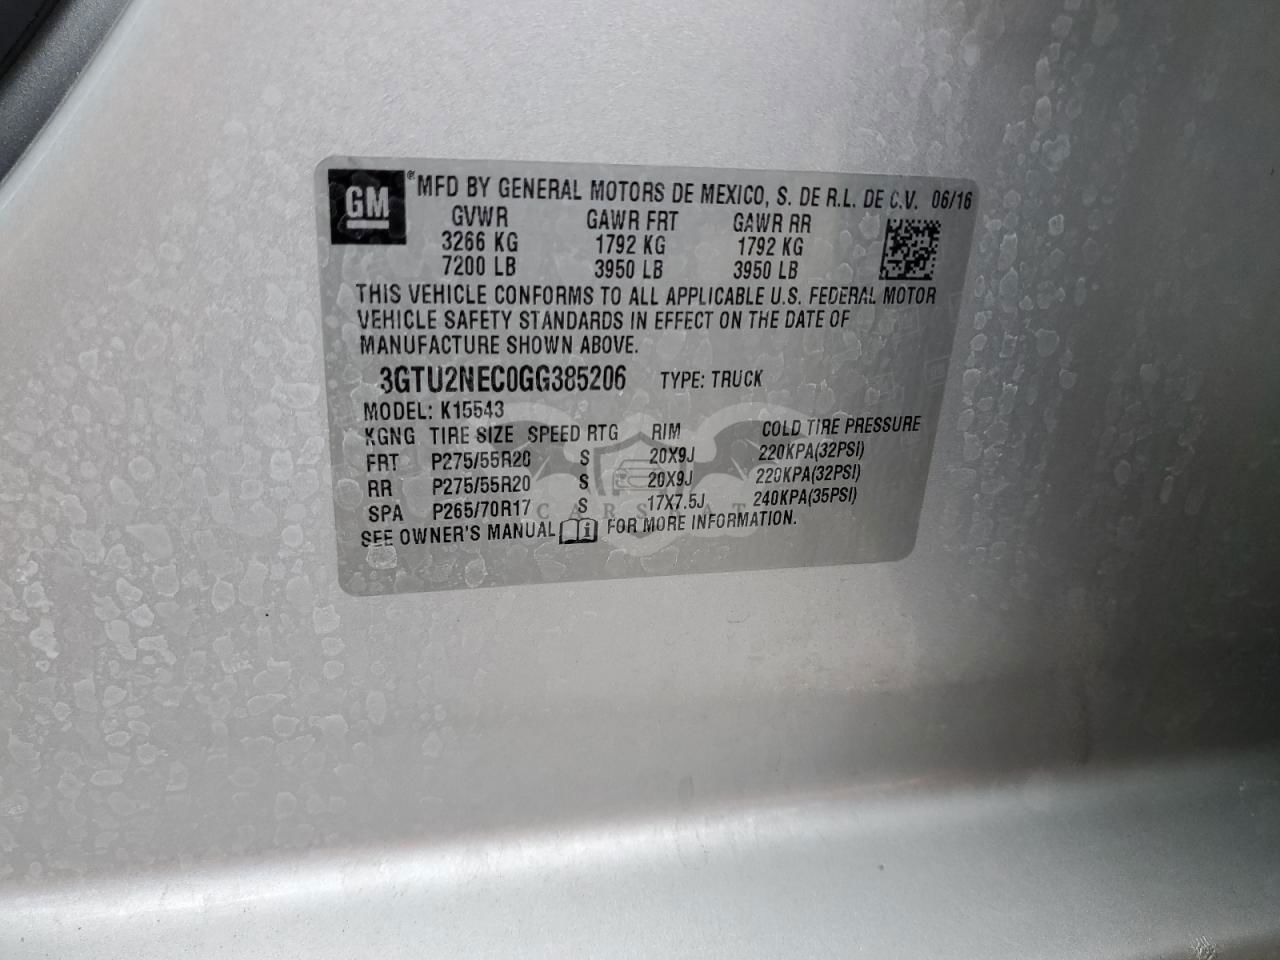 GM ® MFD BY GENERAL MOTORS DE MEXICO, S. DE R.L. DE C.V. 06/16
GVWR GAWR FRT GAWR RR
3266 KG 1792 KG 1792 KG
7200 LB 3950 LB 3950 LB
THIS VEHICLE CONFORMS TO ALL APPLICABLE U.S. FEDERAL MOTOR
VEHICLE SAFETY STANDARDS IN EFFECT ON THE DATE OF
MANUFACTURE SHOWN ABOVE.
3GTU2NEC0GG385206 TYPE: TRUCK
MODEL: K15543
KGNG TIRE SIZE SPEED RTG RIM COLD TIRE PRESSURE
FRT P275/55R20 S 20X9J 220KPA(32PSI)
RR P275/55R20 S 20X9J 220KPA(32PSI)
SPA P265/70R17 S 17X7.5J 240KPA(35PSI)
SEE OWNER'S MANUAL FOR MORE INFORMATION.